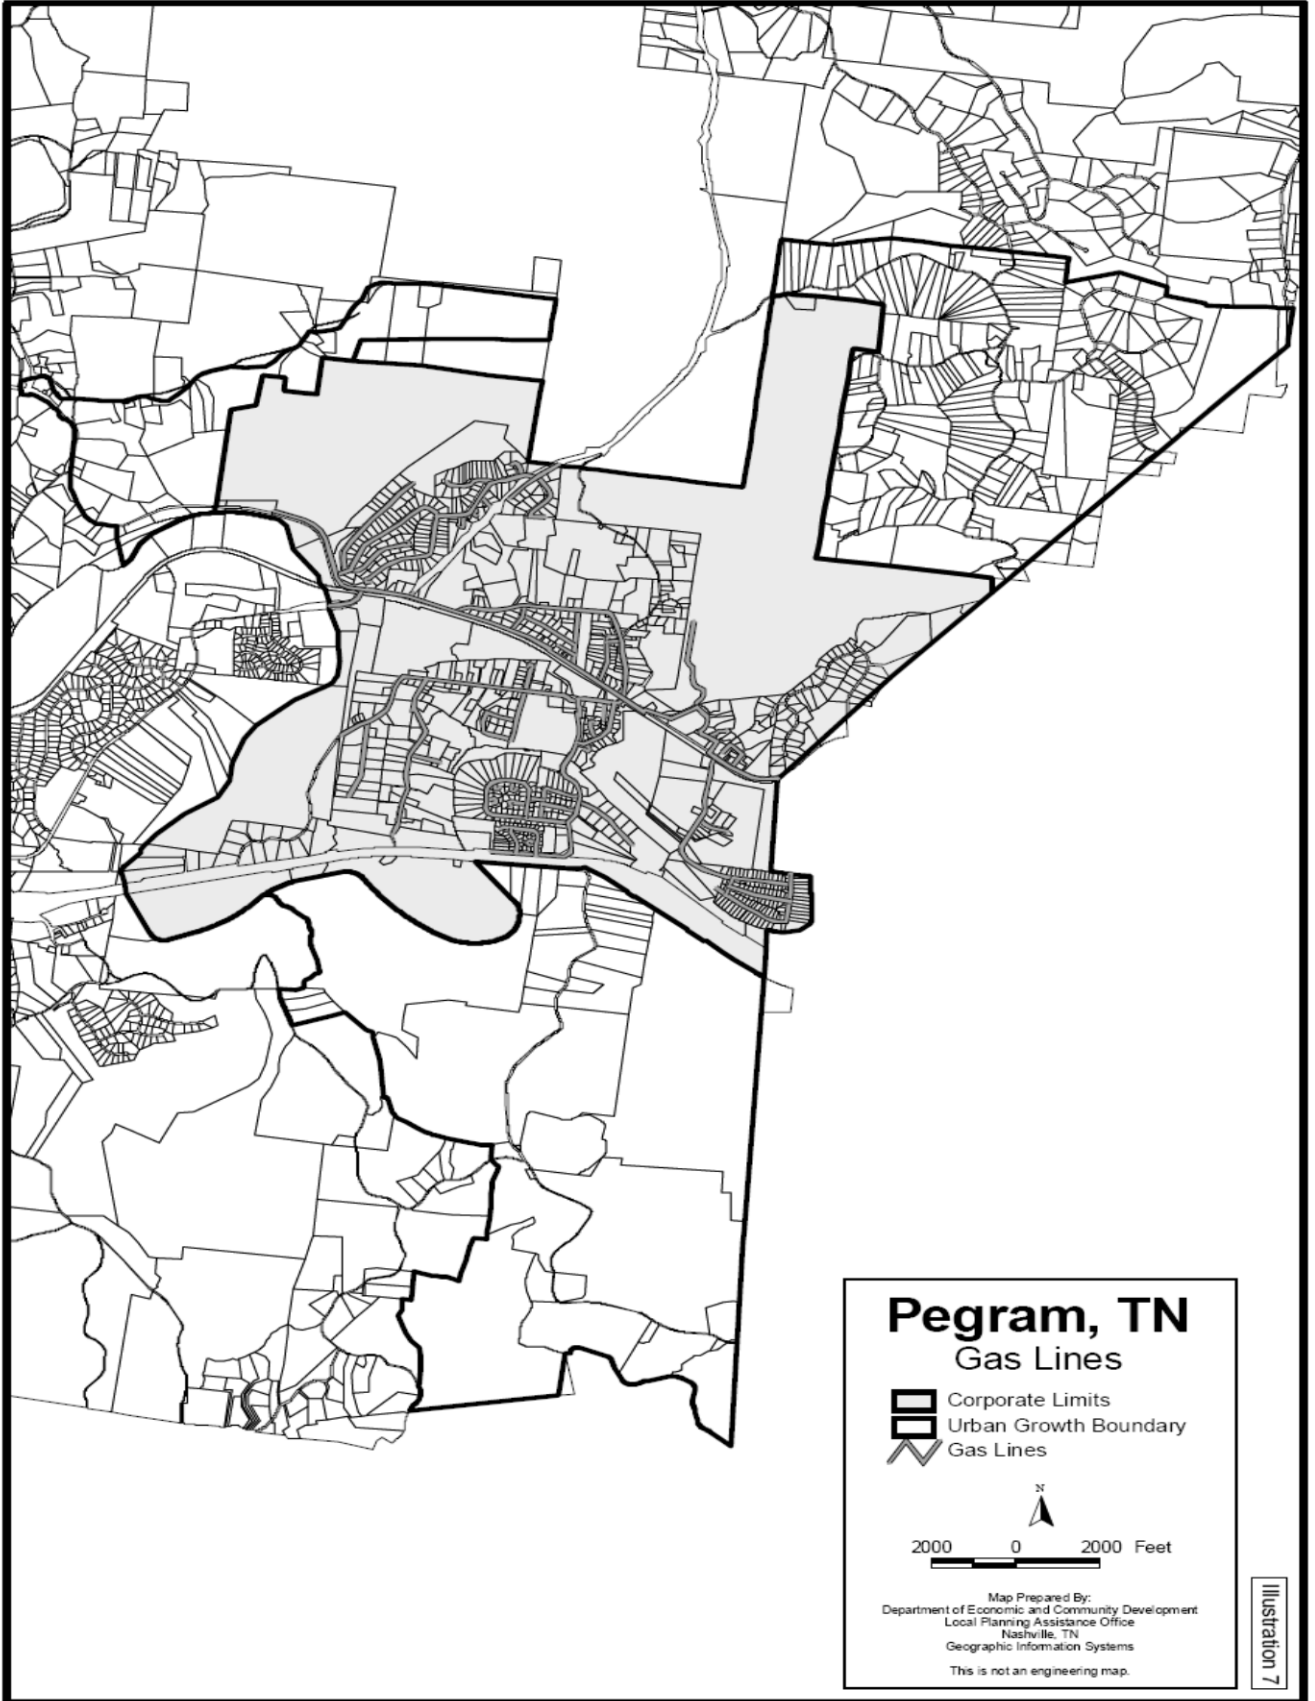 Pegram, TN
Gas Lines
Corporate Limits
Urban Growth Boundary
Gas Lines
N
2000 0 2000 Feet
Map Prepared By:
Department of Economic and Community Development
Local Planning Assistance Office
Nashville, TN
Geographic Information Systems
This is not an engineering map.
Illustration 7